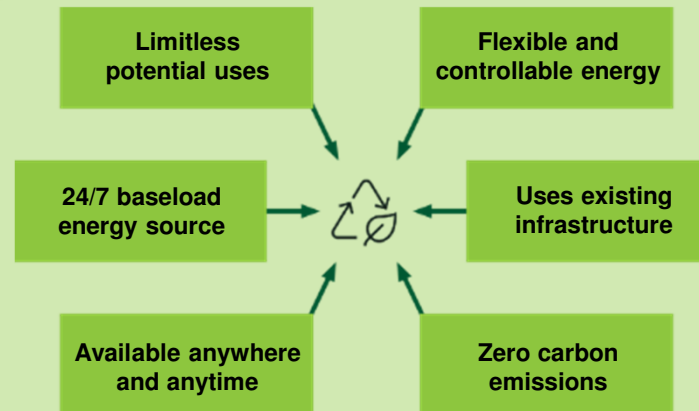 Limitless
potential uses
Flexible and
controllable energy
24/7 baseload
energy source
Uses existing
infrastructure
Available anywhere
and anytime
Zero carbon
emissions